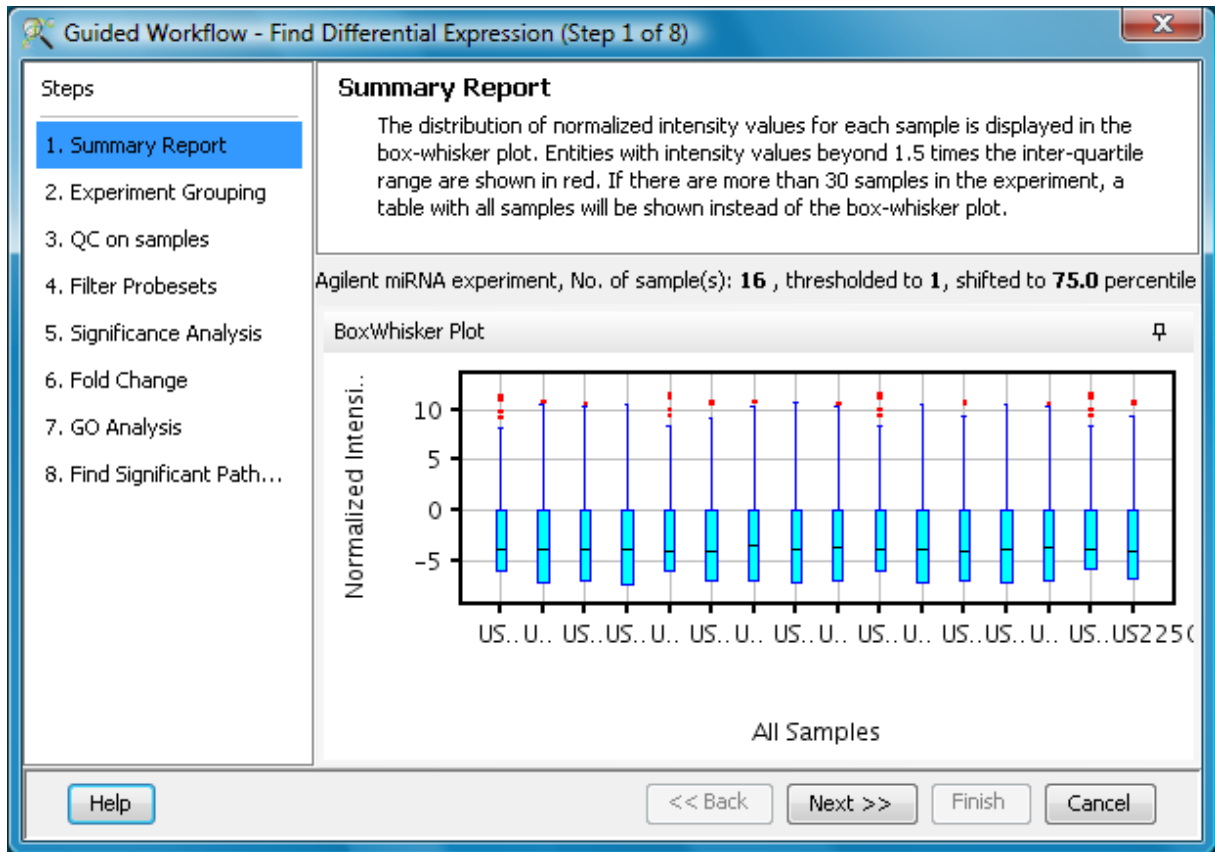 Guided Workflow - Find Differential Expression (Step 1 of 8)
Steps
1. Summary Report
2. Experiment Grouping
3. QC on samples
4. Filter Probesets
5. Significance Analysis
6. Fold Change
7. GO Analysis
8. Find Significant Path...
Summary Report
The distribution of normalized intensity values for each sample is displayed in the
box-whisker plot. Entities with intensity values beyond 1.5 times the inter-quartile
range are shown in red. If there are more than 30 samples in the experiment, a
table with all samples will be shown instead of the box-whisker plot.
Agilent miRNA experiment, No. of sample(s): 16 , thresholded to 1, shifted to 75.0 percentile
BoxWhisker Plot
Normalized Intensi..
10
5
0
-5
US.. U.. US..US.. U.. US.. U.. US.. U.. US.. U.. US..US.. U.. US..US225(
All Samples
Help
<< Back
Next >>
Finish
Cancel